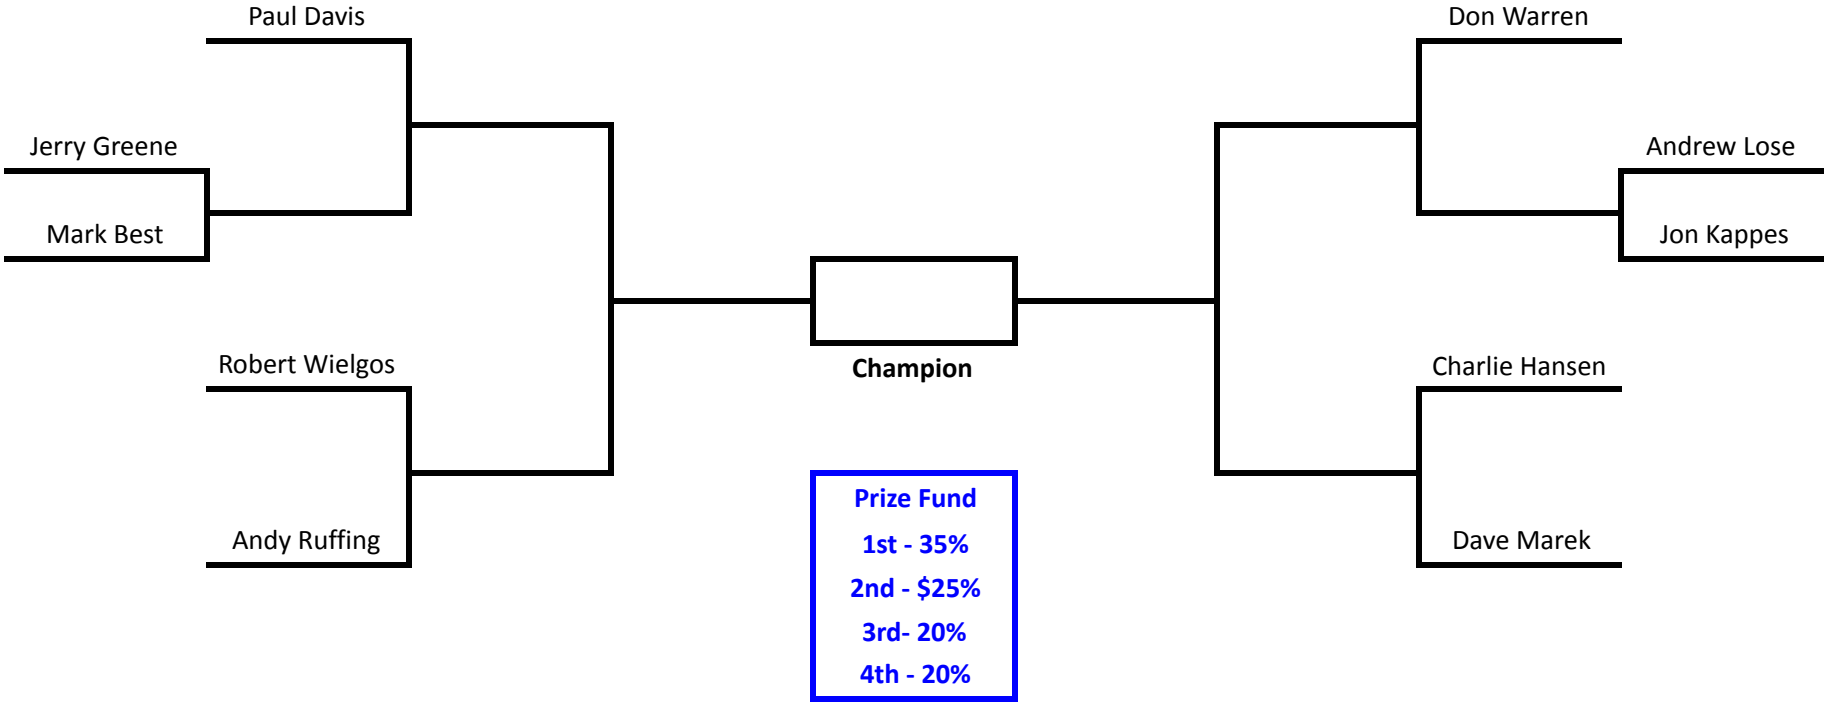 Paul Davis
Don Warren
Jerry Greene
Andrew Lose
Mark Best
Jon Kappes
Robert Wielgos
Champion
Charlie Hansen
Andy Ruffing
Dave Marek
Prize Fund
1st - 35%
2nd - $25%
3rd- 20%
4th - 20%